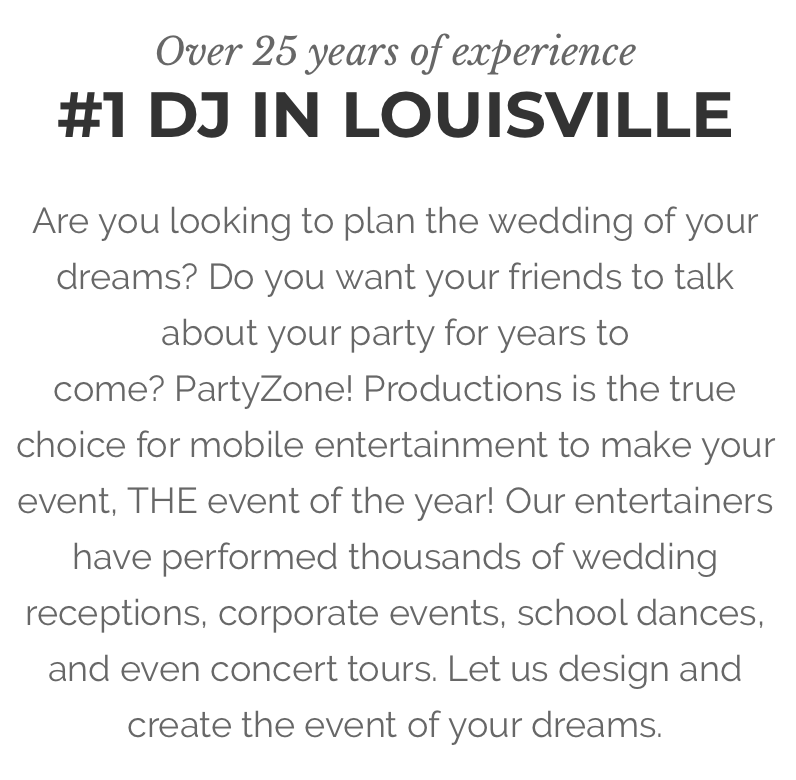 Over 25 years of experience
#1 DJ IN LOUISVILLE
Are you looking to plan the wedding of your
dreams? Do you want your friends to talk
about your party for years to
come? PartyZone! Productions is the true
choice for mobile entertainment to make your
event, THE event of the year! Our entertainers
have performed thousands of wedding
receptions, corporate events, school dances,
and even concert tours. Let us design and
create the event of your dreams.